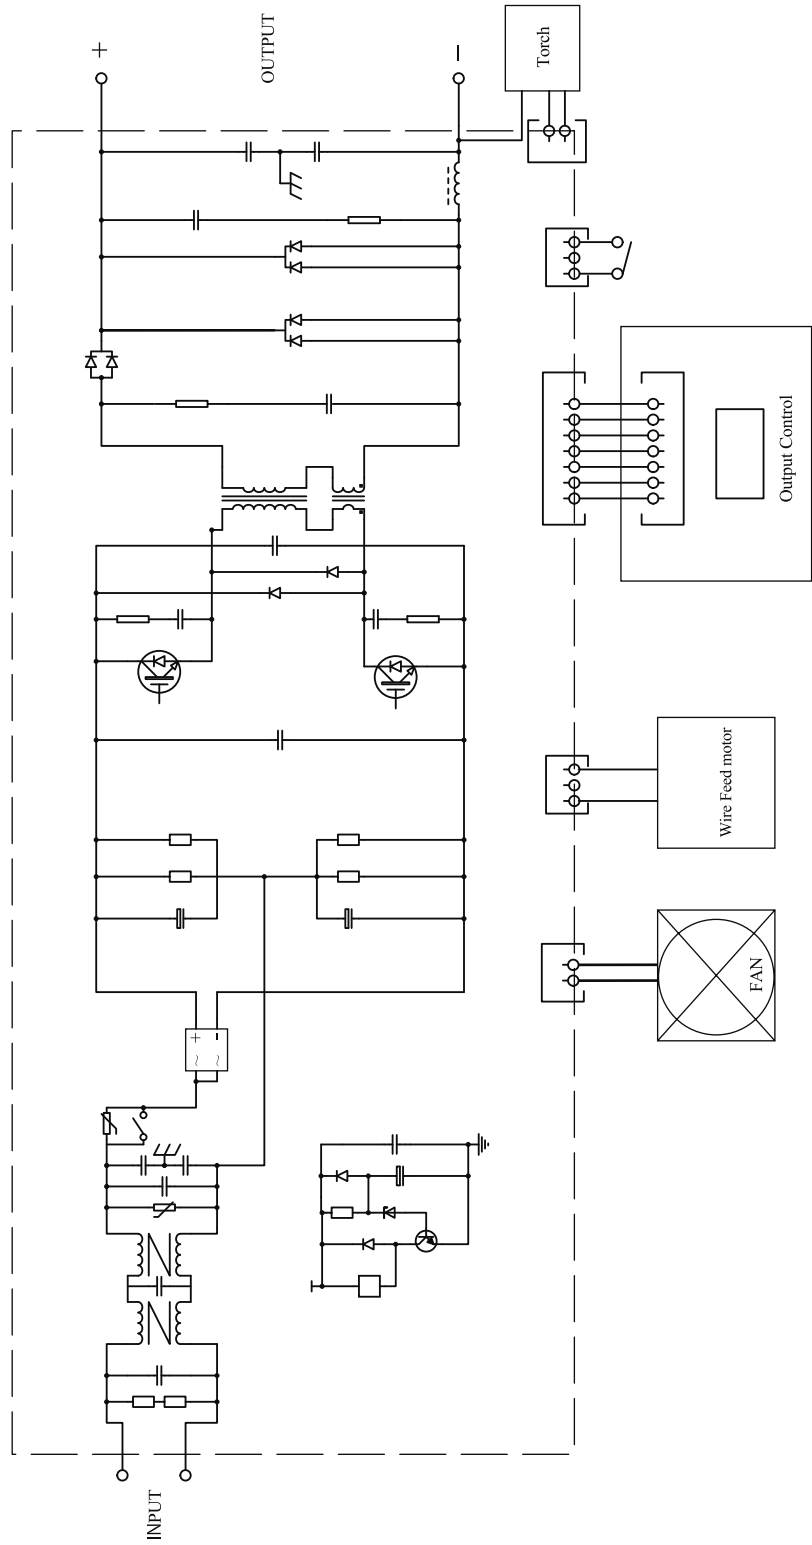 +
OUTPUT
−
Torch
Output Control
Wire Feed motor
FAN
+
~
−
~
INPUT